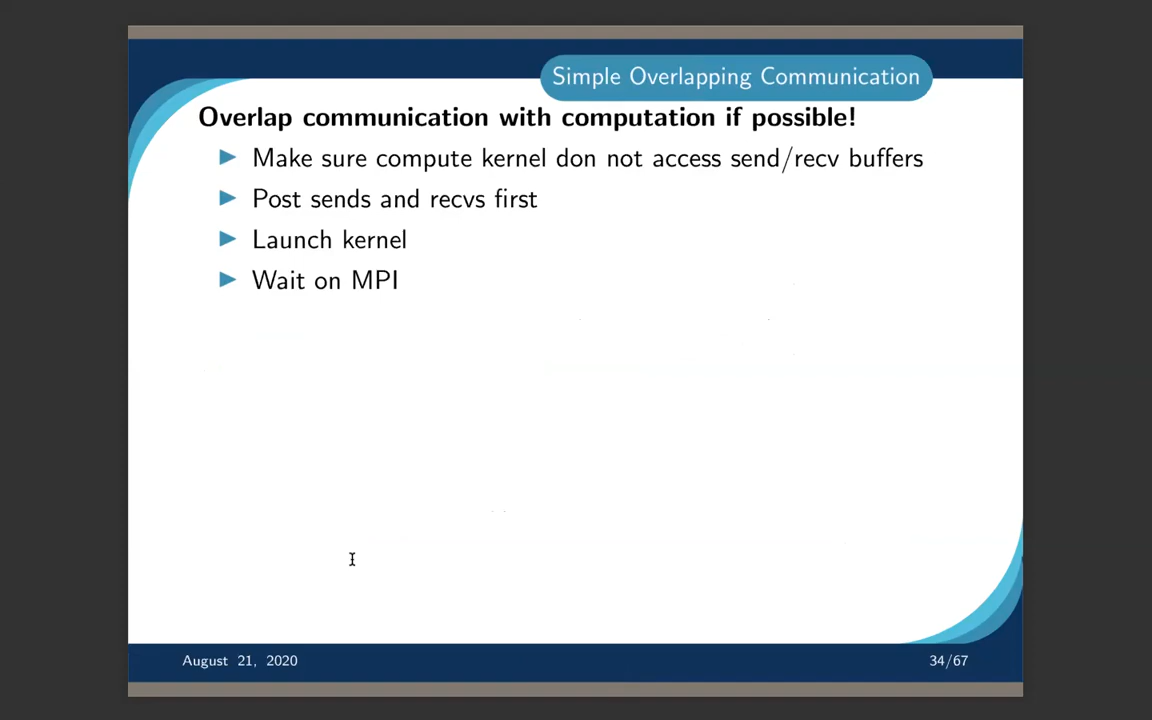 Simple Overlapping Communication
Overlap communication with computation if possible!
Make sure compute kernel don not access send/recv buffers
Post sends and recvs first
Launch kernel
Wait on MPI
August 21, 2020
34/67